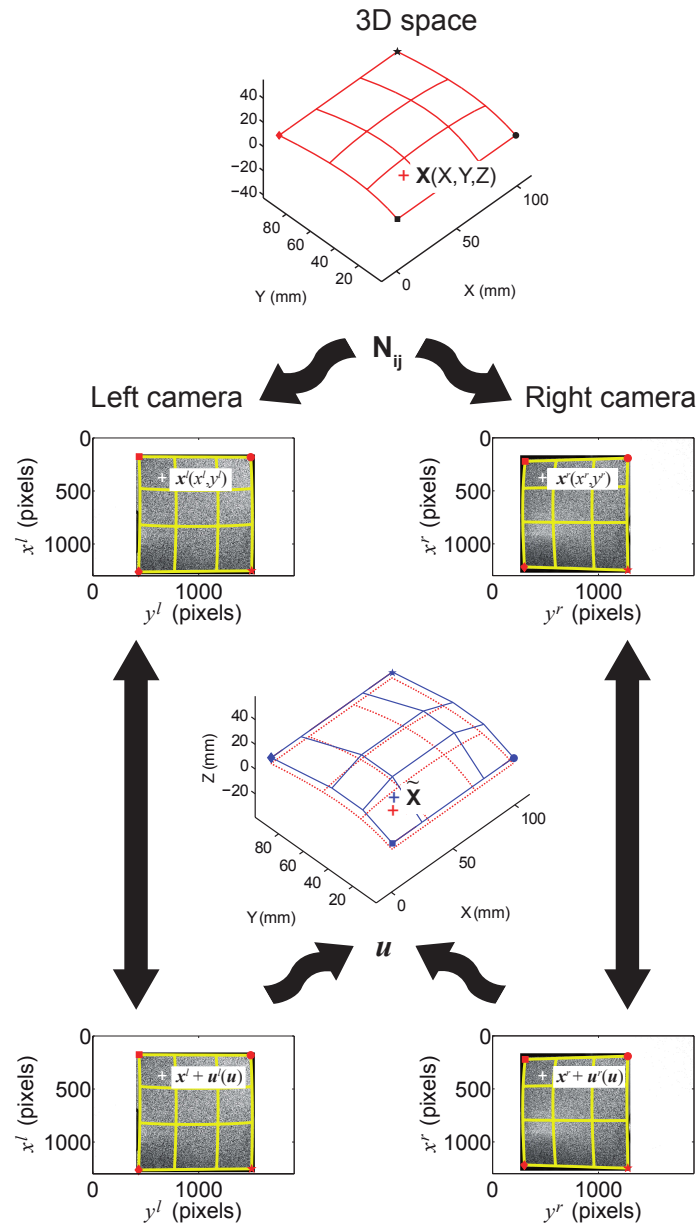 3D space
40
20
0
−20
−40
X(X,Y,Z)
80
60
40
20
Y (mm)
0
50
100
X (mm)
N_ij
Left camera
Right camera
0
500
1000
x^l (pixels)
x^l(x^l,y^l)
0
1000
y^l (pixels)
0
500
1000
x^r (pixels)
x^r(x^r,y^r)
0
1000
y^r (pixels)
Z (mm)
40
20
0
−20
X̃
80
60
40
20
Y (mm)
0
50
100
X (mm)
u
0
500
1000
x^l (pixels)
x^l + u^l(u)
0
1000
y^l (pixels)
0
500
1000
x^r (pixels)
x^r + u^r(u)
0
1000
y^r (pixels)